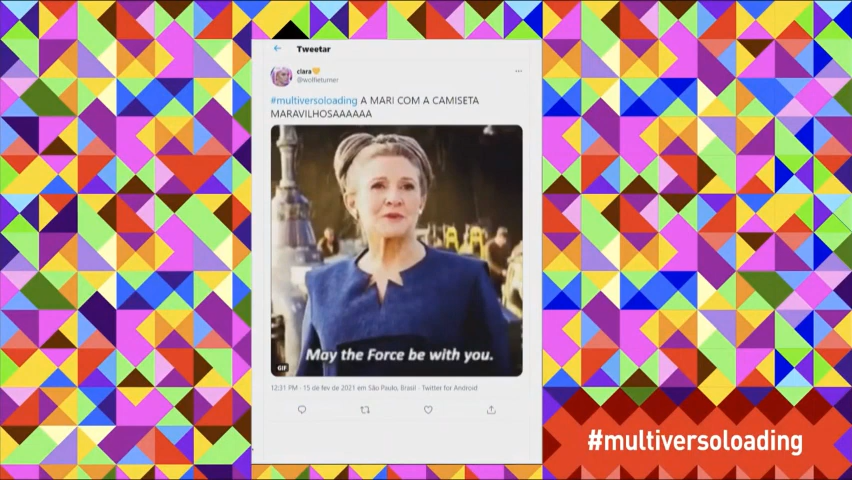 Tweetar
clara🧡
@wolfieturner
#multiversoloading A MARI COM A CAMISETA
MARAVILHOSAAAAAA
May the Force be with you.
GIF
12:31 PM · 15 de fev de 2021 em São Paulo, Brasil · Twitter for Android
#multiversoloading